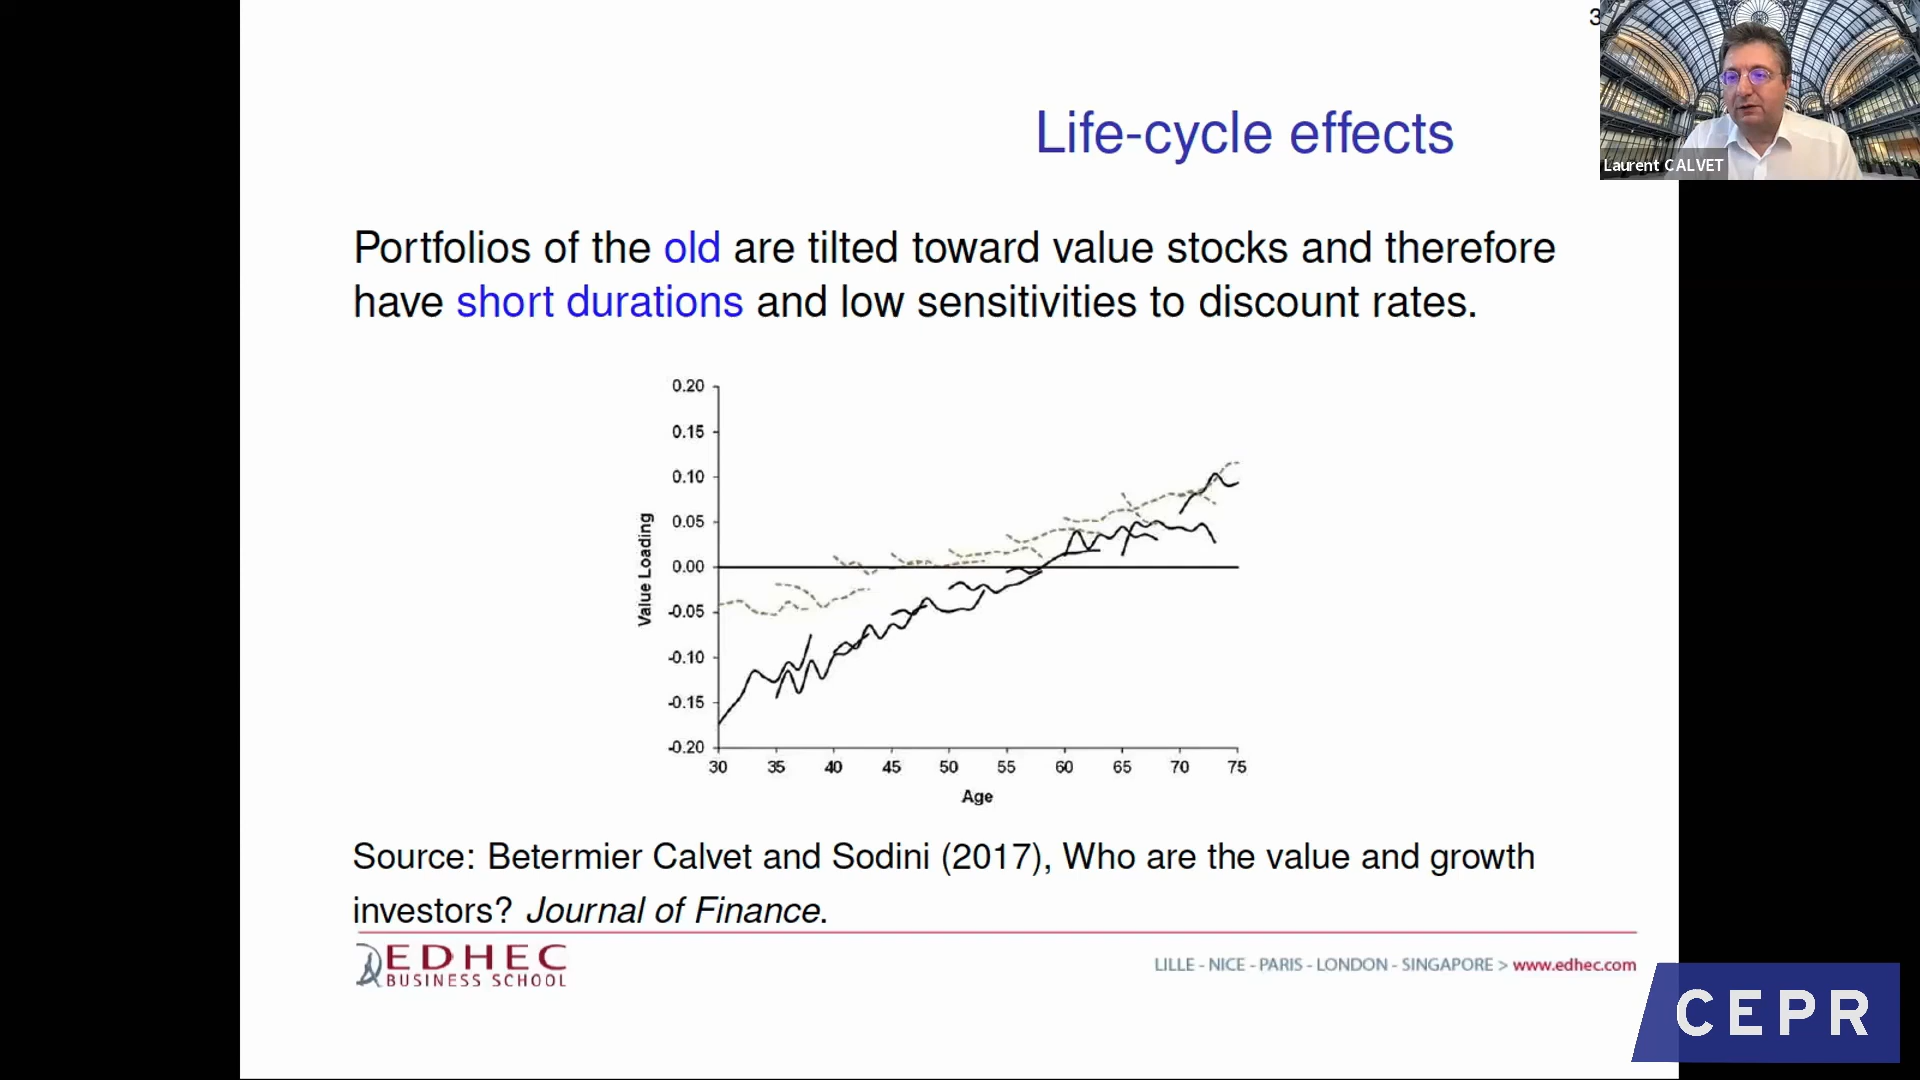 3
Laurent CALVET
Life-cycle effects
Portfolios of the old are tilted toward value stocks and therefore
have short durations and low sensitivities to discount rates.
0.20
0.15
0.10
0.05
0.00
-0.05
-0.10
-0.15
-0.20
Value Loading
30 35 40 45 50 55 60 65 70 75
Age
Source: Betermier Calvet and Sodini (2017), Who are the value and growth
investors? Journal of Finance.
EDHEC
BUSINESS SCHOOL
LILLE - NICE - PARIS - LONDON - SINGAPORE > www.edhec.com
CEPR